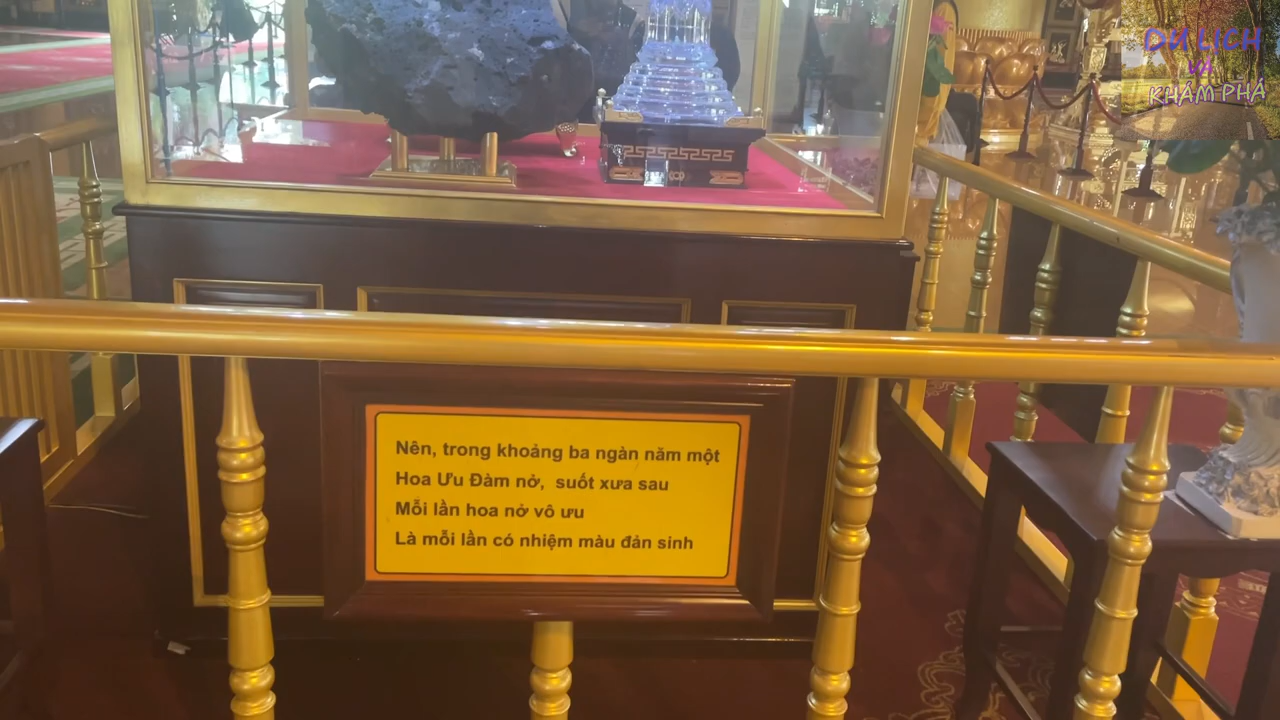 DU LỊCH
VÀ
KHÁM PHÁ
Nên, trong khoảng ba ngàn năm một
Hoa Ưu Đàm nở, suốt xưa sau
Mỗi lần hoa nở vô ưu
Là mỗi lần có nhiệm màu đản sinh